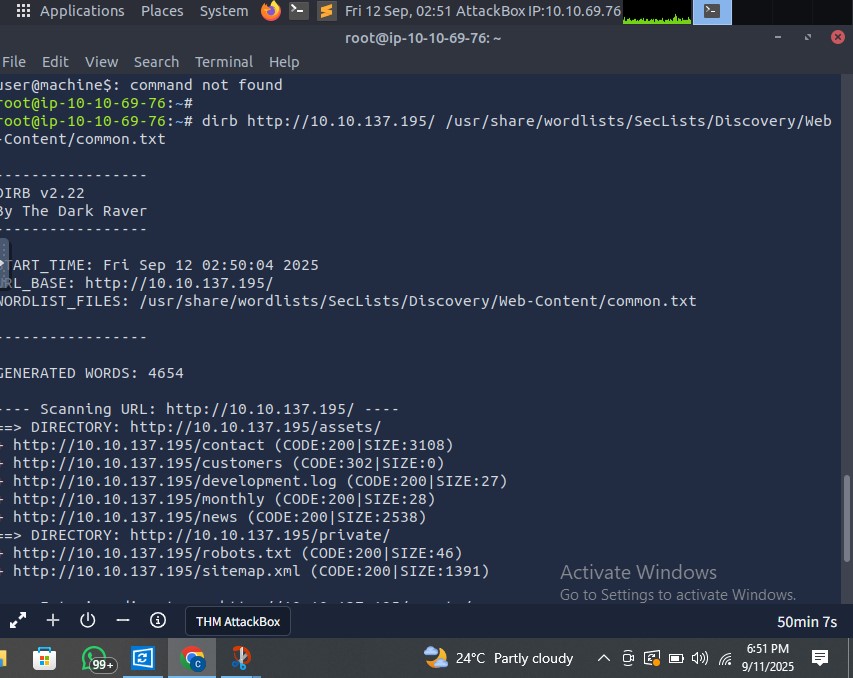 Applications Places System Fri 12 Sep, 02:51 AttackBox IP:10.10.69.76
root@ip-10-10-69-76: ~
File Edit View Search Terminal Help
user@machine$: command not found
root@ip-10-10-69-76:~#
root@ip-10-10-69-76:~# dirb http://10.10.137.195/ /usr/share/wordlists/SecLists/Discovery/Web
-Content/common.txt
-----------------
DIRB v2.22
By The Dark Raver
-----------------
TART_TIME: Fri Sep 12 02:50:04 2025
RL_BASE: http://10.10.137.195/
WORDLIST_FILES: /usr/share/wordlists/SecLists/Discovery/Web-Content/common.txt
-----------------
GENERATED WORDS: 4654
---- Scanning URL: http://10.10.137.195/ ----
==> DIRECTORY: http://10.10.137.195/assets/
+ http://10.10.137.195/contact (CODE:200|SIZE:3108)
+ http://10.10.137.195/customers (CODE:302|SIZE:0)
+ http://10.10.137.195/development.log (CODE:200|SIZE:27)
+ http://10.10.137.195/monthly (CODE:200|SIZE:28)
+ http://10.10.137.195/news (CODE:200|SIZE:2538)
==> DIRECTORY: http://10.10.137.195/private/
+ http://10.10.137.195/robots.txt (CODE:200|SIZE:46)
+ http://10.10.137.195/sitemap.xml (CODE:200|SIZE:1391)
Activate Windows
Go to Settings to activate Windows.
THM AttackBox
50min 7s
99+
C
24°C Partly cloudy
6:51 PM
9/11/2025